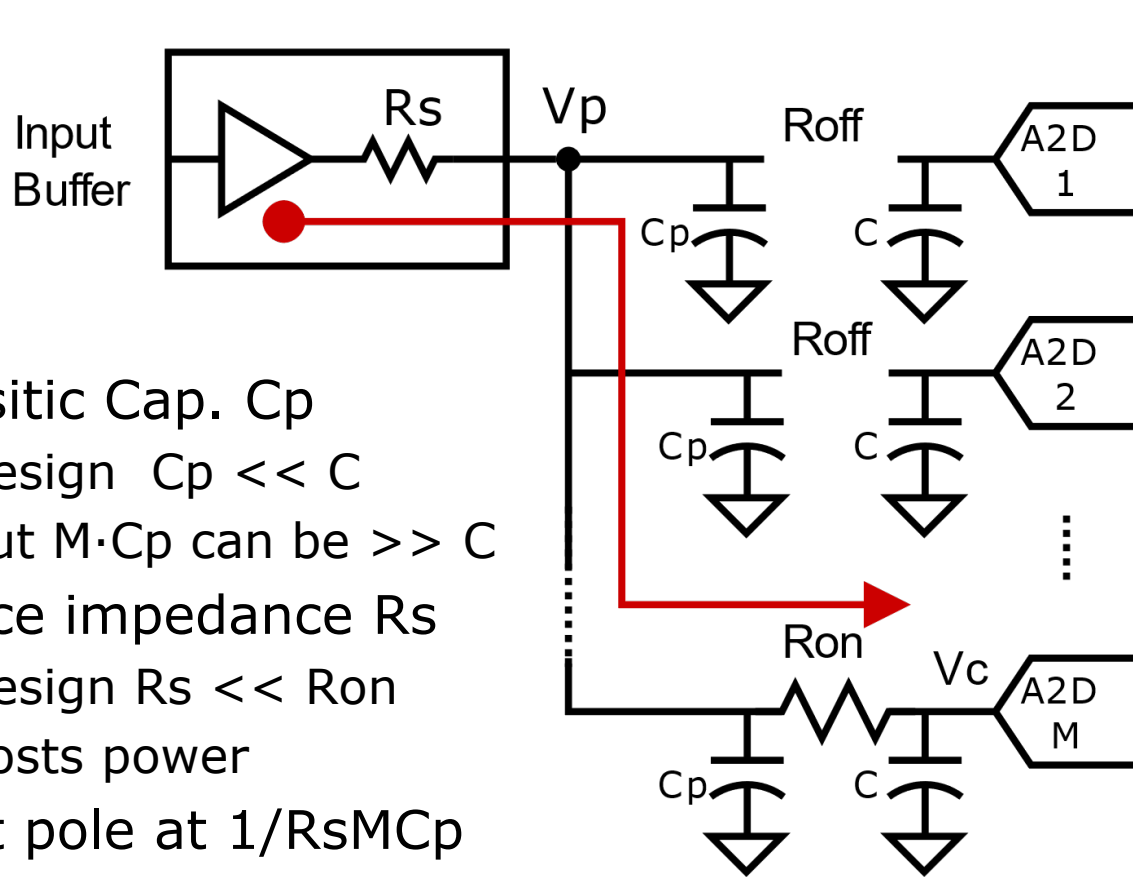 Input
Buffer
Rs
Vp
Roff
Cp
C
A2D
1
Roff
Cp
C
A2D
2
sitic Cap. Cp
esign Cp << C
ut M·Cp can be >> C
ce impedance Rs
esign Rs << Ron
osts power
t pole at 1/RsMCp
Ron
Vc
Cp
C
A2D
M